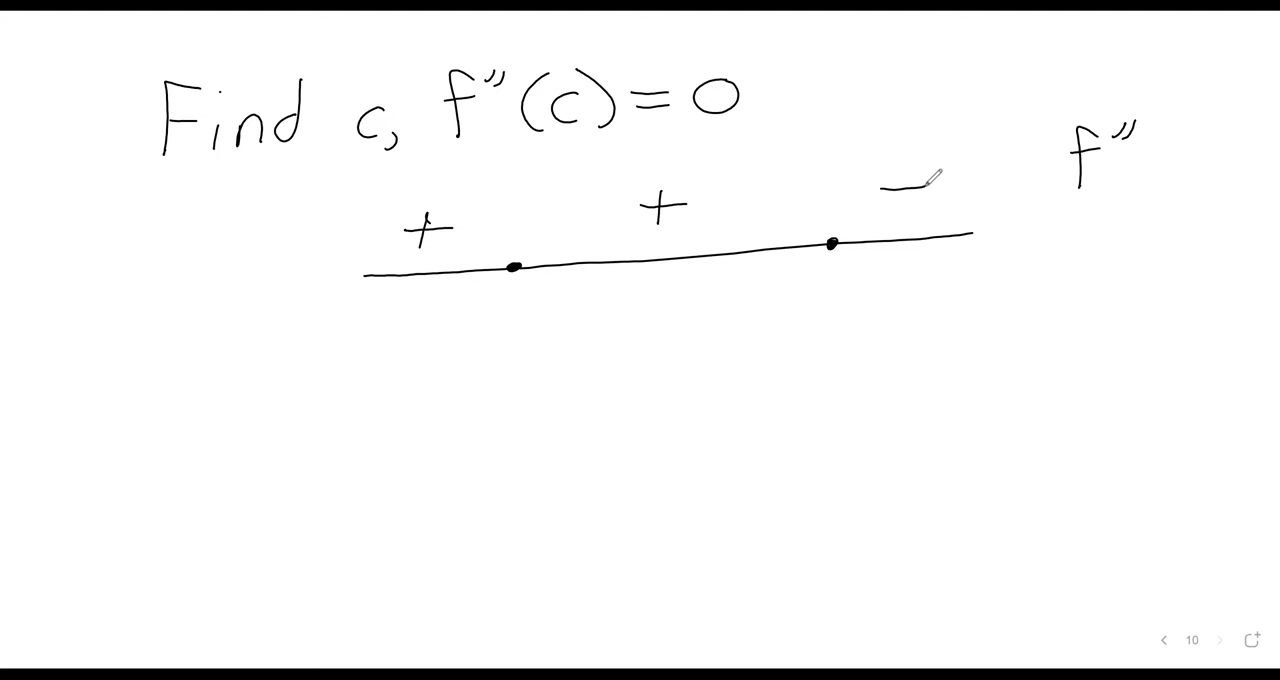 Find c, f"(c)=0
f"
+ + −
10